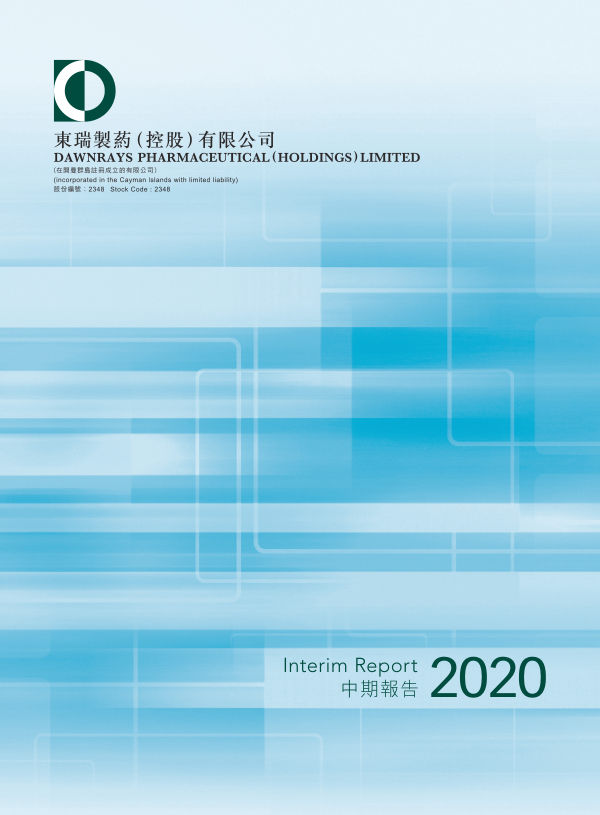 東瑞製葯(控股)有限公司
DAWNRAYS PHARMACEUTICAL (HOLDINGS) LIMITED
(在開曼群島註冊成立的有限公司)
(incorporated in the Cayman Islands with limited liability)
股份編號：2348 Stock Code : 2348
Interim Report
中期報告
2020